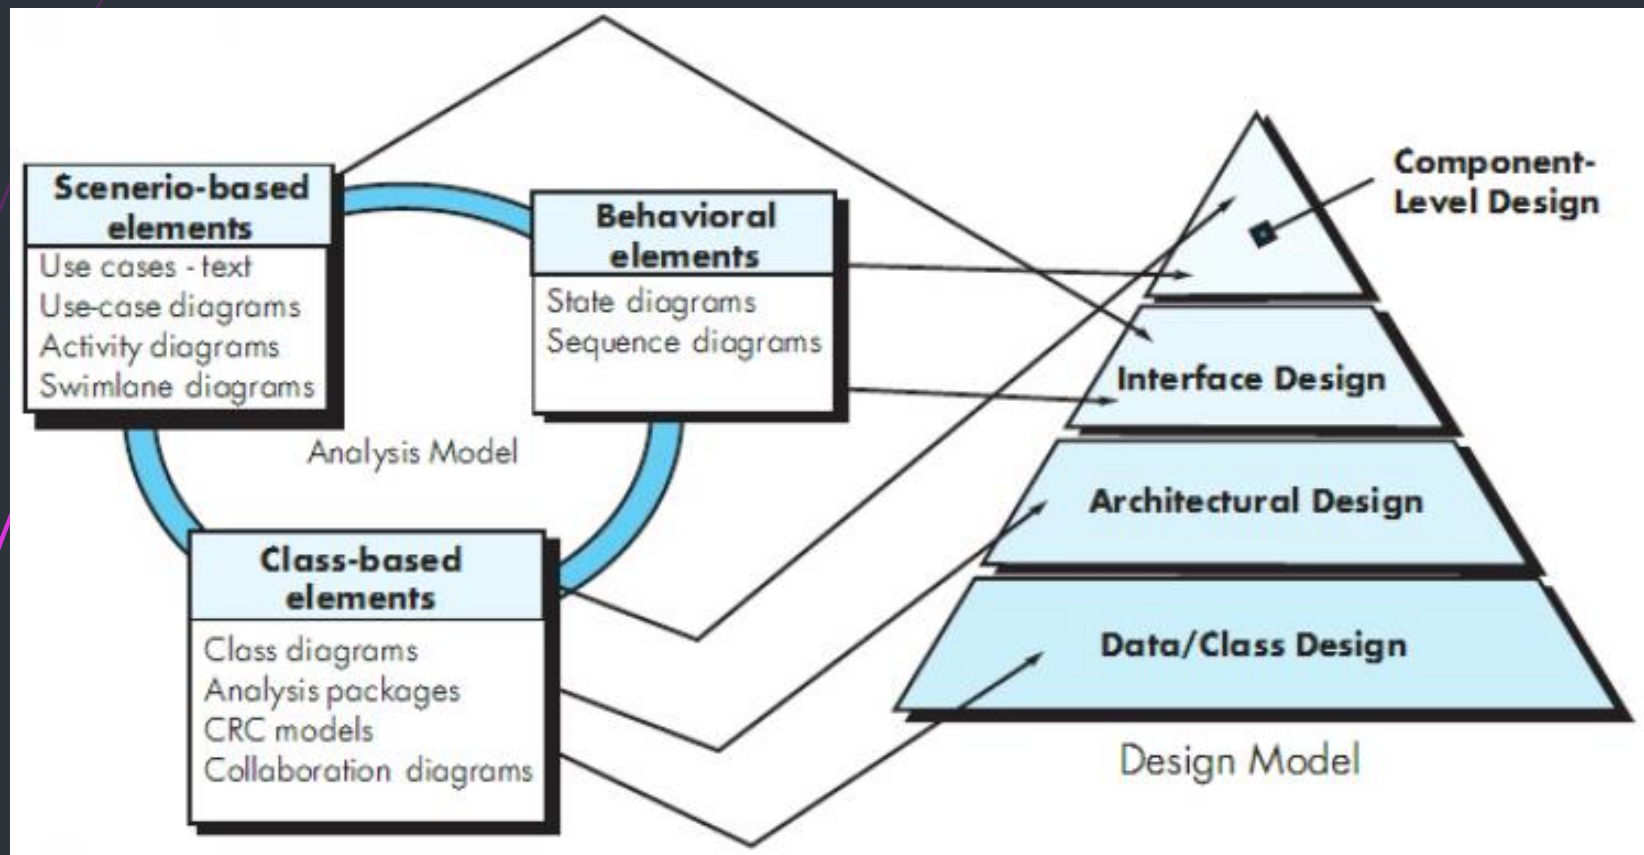 Scenerio-based
elements
Use cases - text
Use-case diagrams
Activity diagrams
Swimlane diagrams
Behavioral
elements
State diagrams
Sequence diagrams
Analysis Model
Class-based
elements
Class diagrams
Analysis packages
CRC models
Collaboration diagrams
Component-
Level Design
Interface Design
Architectural Design
Data/Class Design
Design Model